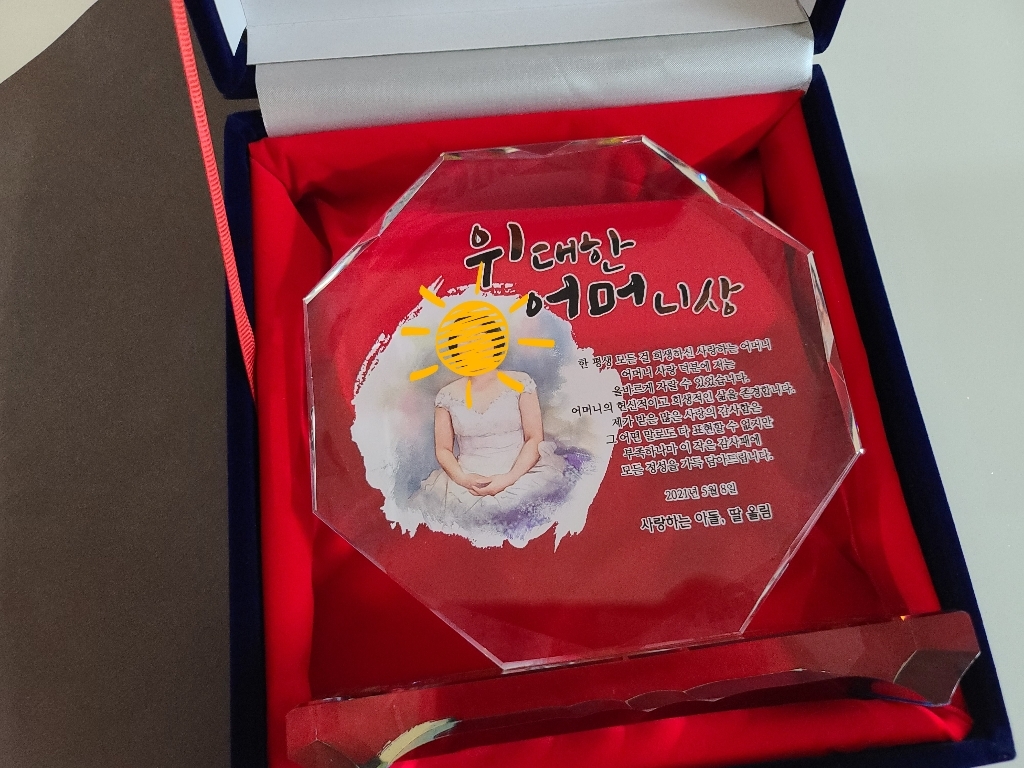 위대한
어머니상
한 평생 모든 걸 희생하신 사랑하는 어머니
어머니 사랑 덕분에 저는
올바르게 자랄 수 있었습니다.
어머니의 헌신적이고 희생적인 삶을 존경합니다.
제가 받은 많은 사랑의 감사함은
그 어떤 말로도 다 표현할 수 없지만
부족하나마 이 작은 감사패에
모든 정성을 가득 담아드립니다.
2021년 5월 8일
사랑하는 아들, 딸 올림